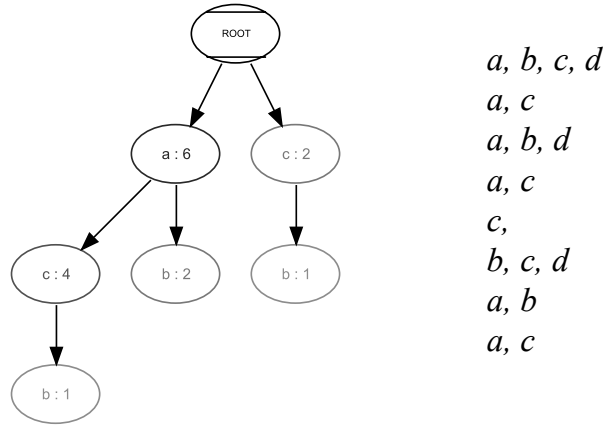 ROOT
a : 6
c : 2
c : 4
b : 2
b : 1
b : 1
a, b, c, d
a, c
a, b, d
a, c
c,
b, c, d
a, b
a, c